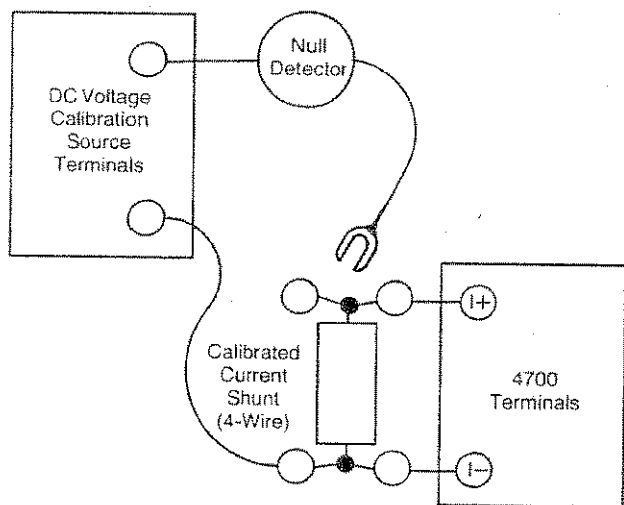 Null
Detector
DC Voltage
Calibration
Source
Terminals
I+
Calibrated
Current
Shunt
(4-Wire)
4700
Terminals
I−